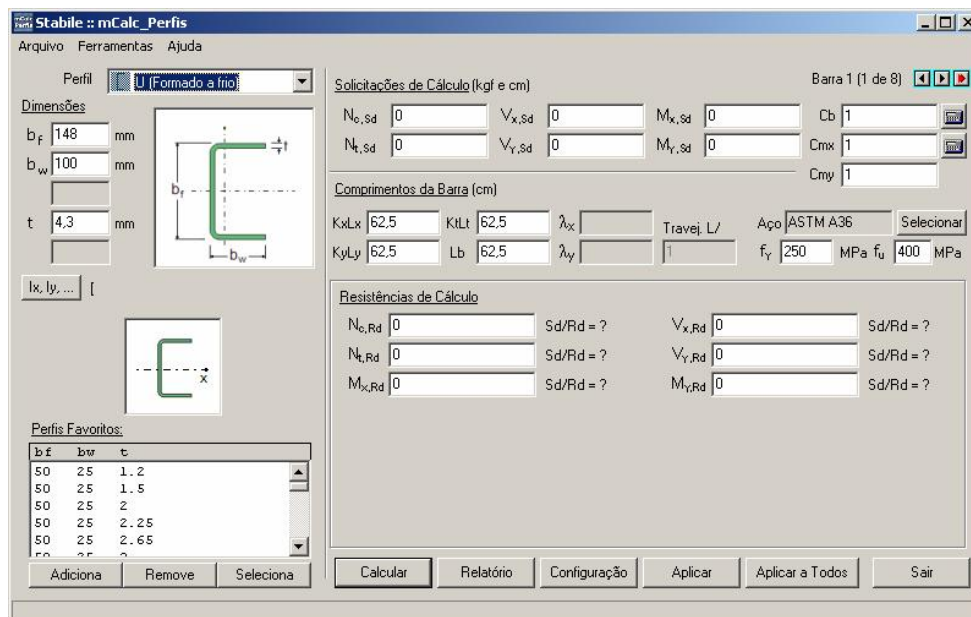 Stabile :: mCalc_Perfis
Arquivo Ferramentas Ajuda
Perfil U (Formado a frio)
Dimensões
bf 148 mm
bw 100 mm
t 4,3 mm
t
bf
bw
Ix, Iy, ... [
x
Perfis Favoritos:
bf bw t
50 25 1.2
50 25 1.5
50 25 2
50 25 2.25
50 25 2.65
Adiciona Remove Seleciona
Solicitações de Cálculo (kgf e cm) Barra 1 (1 de 8)
Nc,Sd 0 Vx,Sd 0 Mx,Sd 0 Cb 1
Nt,Sd 0 VY,Sd 0 MY,Sd 0 Cmx 1
Cmy 1
Comprimentos da Barra (cm)
KxLx 62,5 KtLt 62,5 λx Travej. L/ Aço ASTM A36 Selecionar
KyLy 62,5 Lb 62,5 λy 1 fY 250 MPa fu 400 MPa
Resistências de Cálculo
Nc,Rd 0 Sd/Rd = ? Vx,Rd 0 Sd/Rd = ?
Nt,Rd 0 Sd/Rd = ? VY,Rd 0 Sd/Rd = ?
Mx,Rd 0 Sd/Rd = ? MY,Rd 0 Sd/Rd = ?
Calcular Relatório Configuração Aplicar Aplicar a Todos Sair